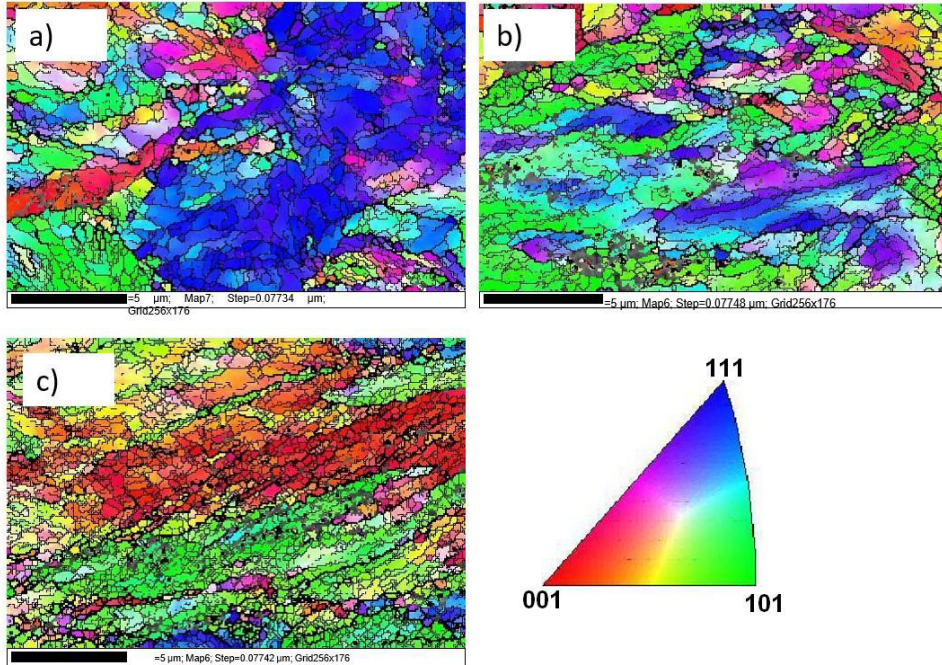 a)
=5 µm; Map7; Step=0.07734 µm;
Grid256x176
b)
=5 µm; Map6; Step=0.07748 µm; Grid256x176
c)
=5 µm; Map6; Step=0.07742 µm; Grid256x176
111
001
101